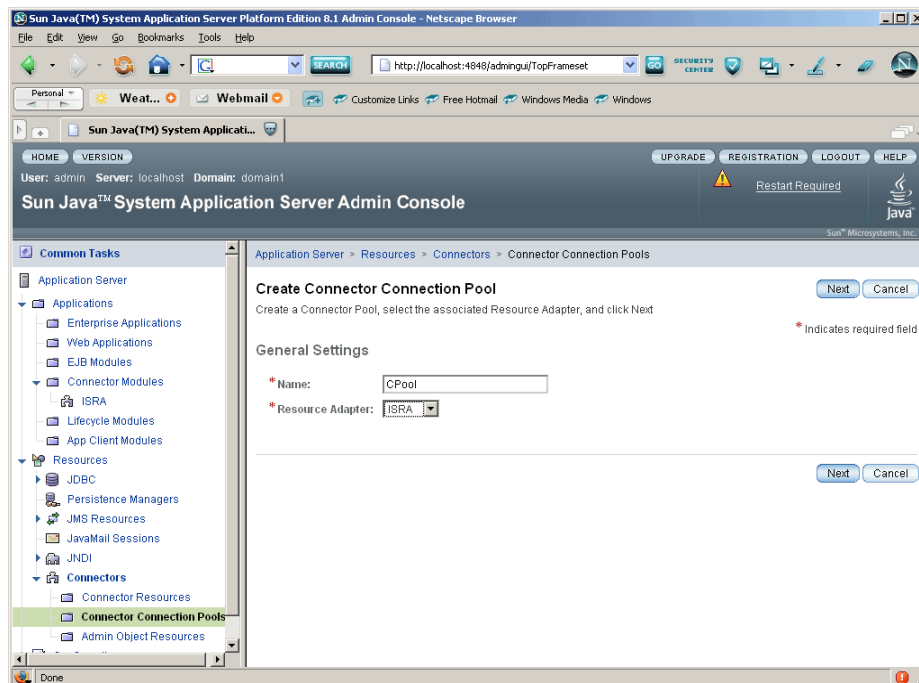 Sun Java(TM) System Application Server Platform Edition 8.1 Admin Console - Netscape Browser
File Edit View Go Bookmarks Tools Help
SEARCH http://localhost:4848/admingui/TopFrameset GO SECURITY CENTER
Personal Weat... Webmail Customize Links Free Hotmail Windows Media Windows
Sun Java(TM) System Applicati...
HOME VERSION UPGRADE REGISTRATION LOGOUT HELP
User: admin Server: localhost Domain: domain1
Restart Required
Sun Java™ System Application Server Admin Console
Java™
Sun™ Microsystems, Inc.
Common Tasks
Application Server
Applications
Enterprise Applications
Web Applications
EJB Modules
Connector Modules
ISRA
Lifecycle Modules
App Client Modules
Resources
JDBC
Persistence Managers
JMS Resources
JavaMail Sessions
JNDI
Connectors
Connector Resources
Connector Connection Pools
Admin Object Resources
Application Server > Resources > Connectors > Connector Connection Pools
Create Connector Connection Pool
Next Cancel
Create a Connector Pool, select the associated Resource Adapter, and click Next
* Indicates required field
General Settings
* Name: CPool
* Resource Adapter: ISRA
Next Cancel
Done